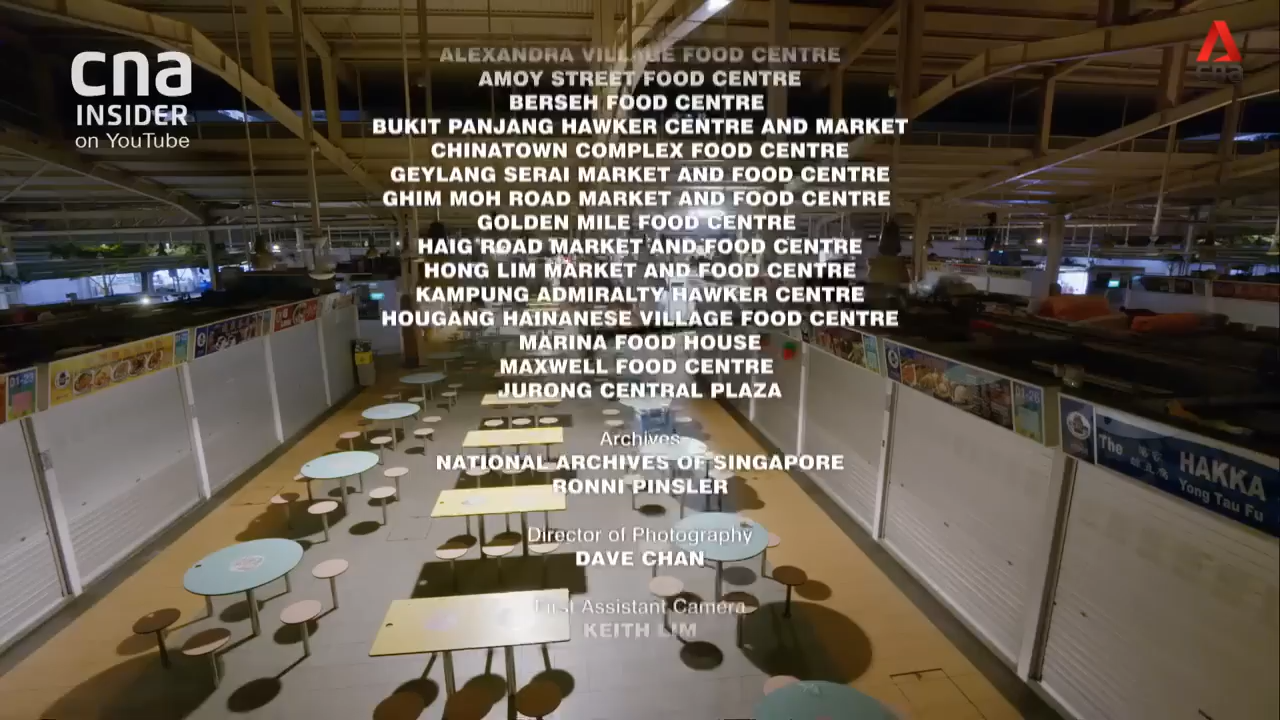 cna
INSIDER
on YouTube
cna
ALEXANDRA VILLAGE FOOD CENTRE
AMOY STREET FOOD CENTRE
BERSEH FOOD CENTRE
BUKIT PANJANG HAWKER CENTRE AND MARKET
CHINATOWN COMPLEX FOOD CENTRE
GEYLANG SERAI MARKET AND FOOD CENTRE
GHIM MOH ROAD MARKET AND FOOD CENTRE
GOLDEN MILE FOOD CENTRE
HAIG ROAD MARKET AND FOOD CENTRE
HONG LIM MARKET AND FOOD CENTRE
KAMPUNG ADMIRALTY HAWKER CENTRE
HOUGANG HAINANESE VILLAGE FOOD CENTRE
MARINA FOOD HOUSE
MAXWELL FOOD CENTRE
JURONG CENTRAL PLAZA
Archives
NATIONAL ARCHIVES OF SINGAPORE
RONNI PINSLER
Director of Photography
DAVE CHAN
First Assistant Camera
KEITH LIM
01-26
The HAKKA
Yong Tau Fu